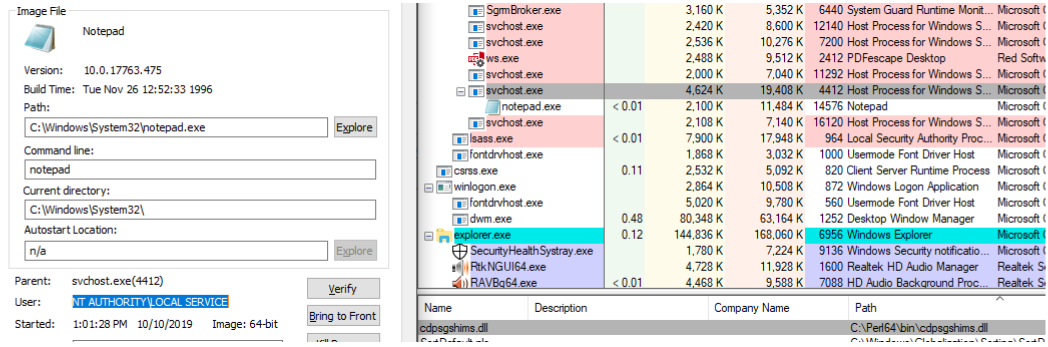 Image File
Notepad
Version: 10.0.17763.475
Build Time: Tue Nov 26 12:52:33 1996
Path:
C:\Windows\System32\notepad.exe Explore
Command line:
notepad
Current directory:
C:\Windows\System32\
Autostart Location:
n/a Explore
Parent: svchost.exe(4412)
User: NT AUTHORITY\LOCAL SERVICE
Started: 1:01:28 PM 10/10/2019 Image: 64-bit
Verify
Bring to Front
SgrmBroker.exe 3,160 K 5,352 K 6440 System Guard Runtime Monit... Microsoft
svchost.exe 2,420 K 8,600 K 12140 Host Process for Windows S... Microsoft
svchost.exe 2,536 K 10,276 K 7200 Host Process for Windows S... Microsoft
ws.exe 2,488 K 9,512 K 2412 PDFescape Desktop Red Softw
svchost.exe 2,000 K 7,040 K 11292 Host Process for Windows S... Microsoft
svchost.exe 4,624 K 19,408 K 4412 Host Process for Windows S... Microsoft
notepad.exe < 0.01 2,100 K 11,484 K 14576 Notepad Microsoft
svchost.exe 2,108 K 7,140 K 16120 Host Process for Windows S... Microsoft
lsass.exe < 0.01 7,900 K 17,948 K 964 Local Security Authority Proc... Microsoft
fontdrvhost.exe 1,868 K 3,032 K 1000 Usermode Font Driver Host Microsoft
csrss.exe 0.11 2,532 K 5,092 K 820 Client Server Runtime Process Microsoft
winlogon.exe 2,864 K 10,508 K 872 Windows Logon Application Microsoft
fontdrvhost.exe 5,020 K 9,780 K 560 Usermode Font Driver Host Microsoft
dwm.exe 0.48 80,348 K 63,164 K 1252 Desktop Window Manager Microsoft
explorer.exe 0.12 144,836 K 168,060 K 6956 Windows Explorer Microsoft
SecurityHealthSystray.exe 1,780 K 7,224 K 9136 Windows Security notificatio... Microsoft
RtkNGUI64.exe 4,728 K 11,928 K 1600 Realtek HD Audio Manager Realtek S
RAVBg64.exe < 0.01 4,468 K 9,588 K 7088 HD Audio Background Proc... Realtek S
Name Description Company Name Path
cdpsgshims.dll C:\Perl64\bin\cdpsgshims.dll